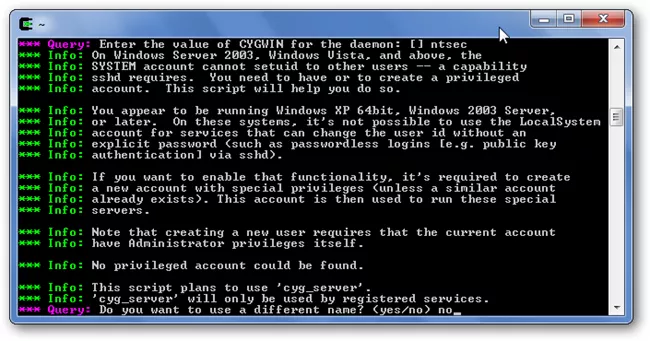 ~
*** Query: Enter the value of CYGWIN for the daemon: [] ntsec
*** Info: On Windows Server 2003, Windows Vista, and above, the
*** Info: SYSTEM account cannot setuid to other users -- a capability
*** Info: sshd requires.  You need to have or to create a privileged
*** Info: account.  This script will help you do so.
*** Info: You appear to be running Windows XP 64bit, Windows 2003 Server,
*** Info: or later.  On these systems, it's not possible to use the LocalSystem
*** Info: account for services that can change the user id without an
*** Info: explicit password (such as passwordless logins [e.g. public key
*** Info: authentication] via sshd).
*** Info: If you want to enable that functionality, it's required to create
*** Info: a new account with special privileges (unless a similar account
*** Info: already exists). This account is then used to run these special
*** Info: servers.
*** Info: Note that creating a new user requires that the current account
*** Info: have Administrator privileges itself.
*** Info: No privileged account could be found.
*** Info: This script plans to use 'cyg_server'.
*** Info: 'cyg_server' will only be used by registered services.
*** Query: Do you want to use a different name? (yes/no) no